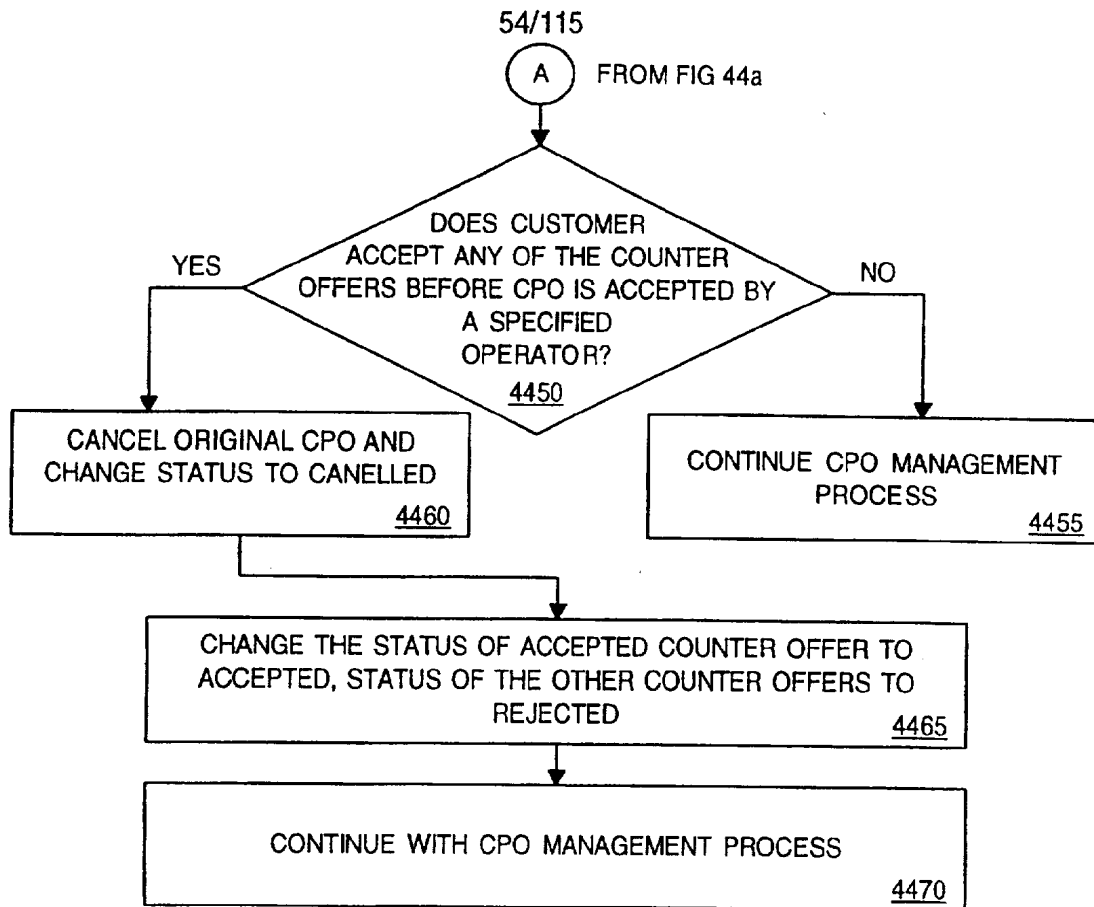 54/115
A FROM FIG 44a
DOES CUSTOMER
ACCEPT ANY OF THE COUNTER
OFFERS BEFORE CPO IS ACCEPTED BY
A SPECIFIED
OPERATOR?
4450
YES
NO
CANCEL ORIGINAL CPO AND
CHANGE STATUS TO CANELLED
4460
CONTINUE CPO MANAGEMENT
PROCESS
4455
CHANGE THE STATUS OF ACCEPTED COUNTER OFFER TO
ACCEPTED, STATUS OF THE OTHER COUNTER OFFERS TO
REJECTED
4465
CONTINUE WITH CPO MANAGEMENT PROCESS
4470